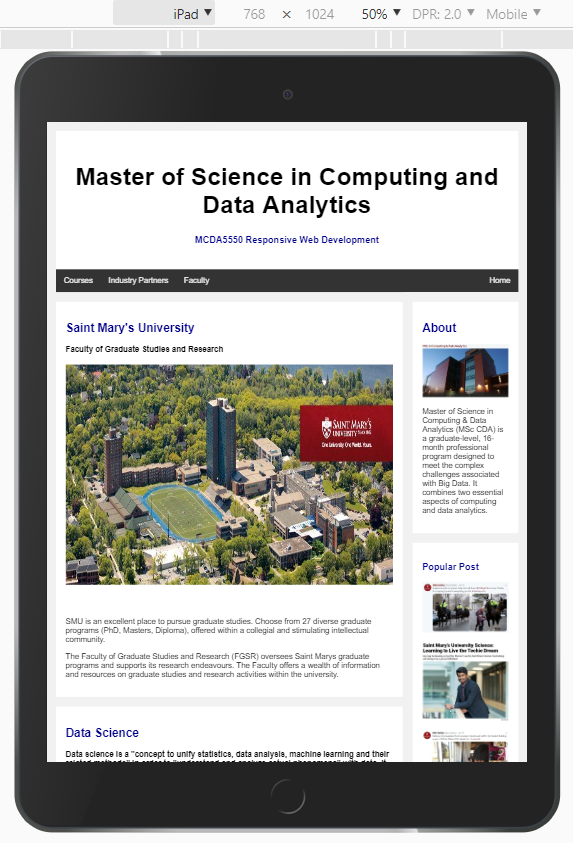 iPad ▼ 768 × 1024 50% ▼ DPR: 2.0 ▼ Mobile ▼
Master of Science in Computing and
Data Analytics
MCDA5550 Responsive Web Development
Courses Industry Partners Faculty Home
Saint Mary's University
Faculty of Graduate Studies and Research
SAINT MARY'S
UNIVERSITY
One University. One World. Yours.
SMU is an excellent place to pursue graduate studies. Choose from 27 diverse graduate
programs (PhD, Masters, Diploma), offered within a collegial and stimulating intellectual
community.
The Faculty of Graduate Studies and Research (FGSR) oversees Saint Marys graduate
programs and supports its research endeavours. The Faculty offers a wealth of information
and resources on graduate studies and research activities within the university.
Data Science
Data science is a "concept to unify statistics, data analysis, machine learning and their
related methods" in order to "understand and analyze actual phenomena" with data. It
About
Master of Science in
Computing & Data
Analytics (MSc CDA) is
a graduate-level, 16-
month professional
program designed to
meet the complex
challenges associated
with Big Data. It
combines two essential
aspects of computing
and data analytics.
Popular Post
Saint Mary's University Science:
Learning to Live the Techie Dream